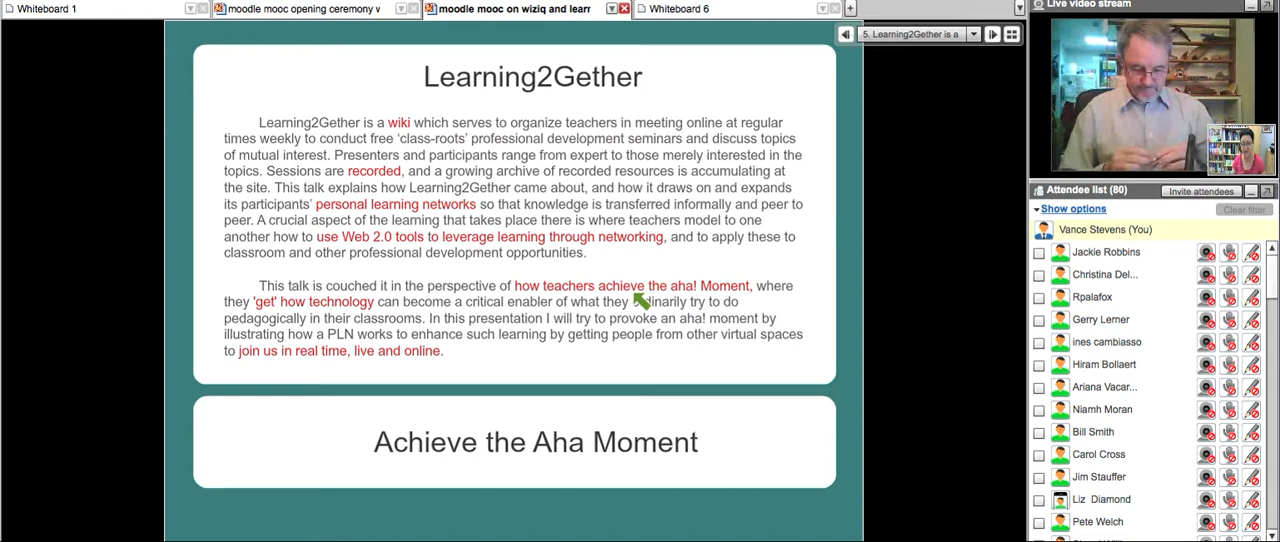 Whiteboard 1
moodle mooc opening ceremony v
moodle mooc on wiziq and learr
Whiteboard 6
Live video stream
5. Learning2Gether is a
Learning2Gether
Learning2Gether is a wiki which serves to organize teachers in meeting online at regular
times weekly to conduct free ‘class-roots’ professional development seminars and discuss topics
of mutual interest. Presenters and participants range from expert to those merely interested in the
topics. Sessions are recorded, and a growing archive of recorded resources is accumulating at
the site. This talk explains how Learning2Gether came about, and how it draws on and expands
its participants’ personal learning networks so that knowledge is transferred informally and peer to
peer. A crucial aspect of the learning that takes place there is where teachers model to one
another how to use Web 2.0 tools to leverage learning through networking, and to apply these to
classroom and other professional development opportunities.
This talk is couched it in the perspective of how teachers achieve the aha! Moment, where
they 'get' how technology can become a critical enabler of what they dinarily try to do
pedagogically in their classrooms. In this presentation I will try to provoke an aha! moment by
illustrating how a PLN works to enhance such learning by getting people from other virtual spaces
to join us in real time, live and online.
Achieve the Aha Moment
Attendee list (80)
Invite attendees
Show options
Clear filter
Vance Stevens (You)
Jackie Robbins
Christina Del...
Rpalafox
Gerry Lerner
ines cambiasso
Hiram Bollaert
Ariana Vacar...
Niamh Moran
Bill Smith
Carol Cross
Jim Stauffer
Liz Diamond
Pete Welch